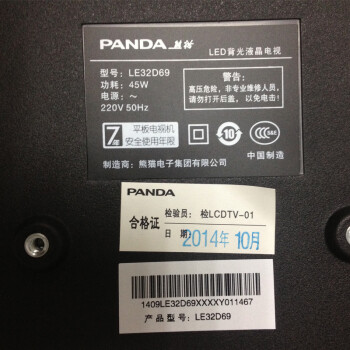 PANDA 熊猫
LED背光液晶电视
型号：LE32D69
功耗：45W
电源：～
220V 50Hz
警告：
高压危险，非专业维修人员，
请勿打开后盖，以免电击！
7年
平板电视机
安全使用年限
10
CCC
S&E
中国制造
制造商：熊猫电子集团有限公司
PANDA
合格证
检验员：检LCDTV-01
日期：2014年10月
1409LE32D69XXXXY011467
产品型号：LE32D69